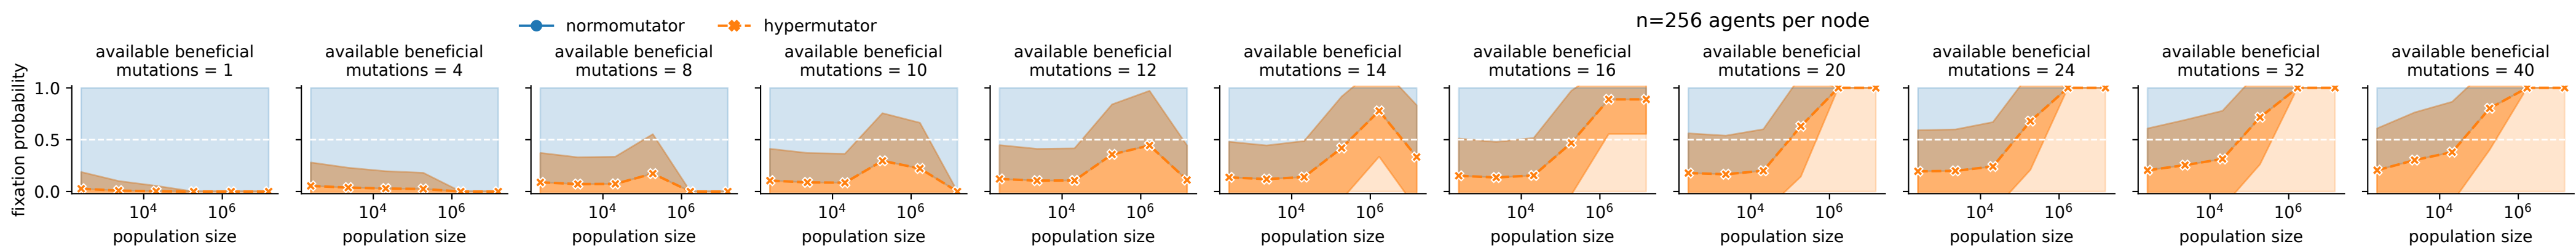 normomutator
hypermutator
n=256 agents per node
available beneficial
mutations = 1
available beneficial
mutations = 4
available beneficial
mutations = 8
available beneficial
mutations = 10
available beneficial
mutations = 12
available beneficial
mutations = 14
available beneficial
mutations = 16
available beneficial
mutations = 20
available beneficial
mutations = 24
available beneficial
mutations = 32
available beneficial
mutations = 40
fixation probability
1.0
0.5
0.0
10⁴ 10⁶
10⁴ 10⁶
10⁴ 10⁶
10⁴ 10⁶
10⁴ 10⁶
10⁴ 10⁶
10⁴ 10⁶
10⁴ 10⁶
10⁴ 10⁶
10⁴ 10⁶
10⁴ 10⁶
population size
population size
population size
population size
population size
population size
population size
population size
population size
population size
population size